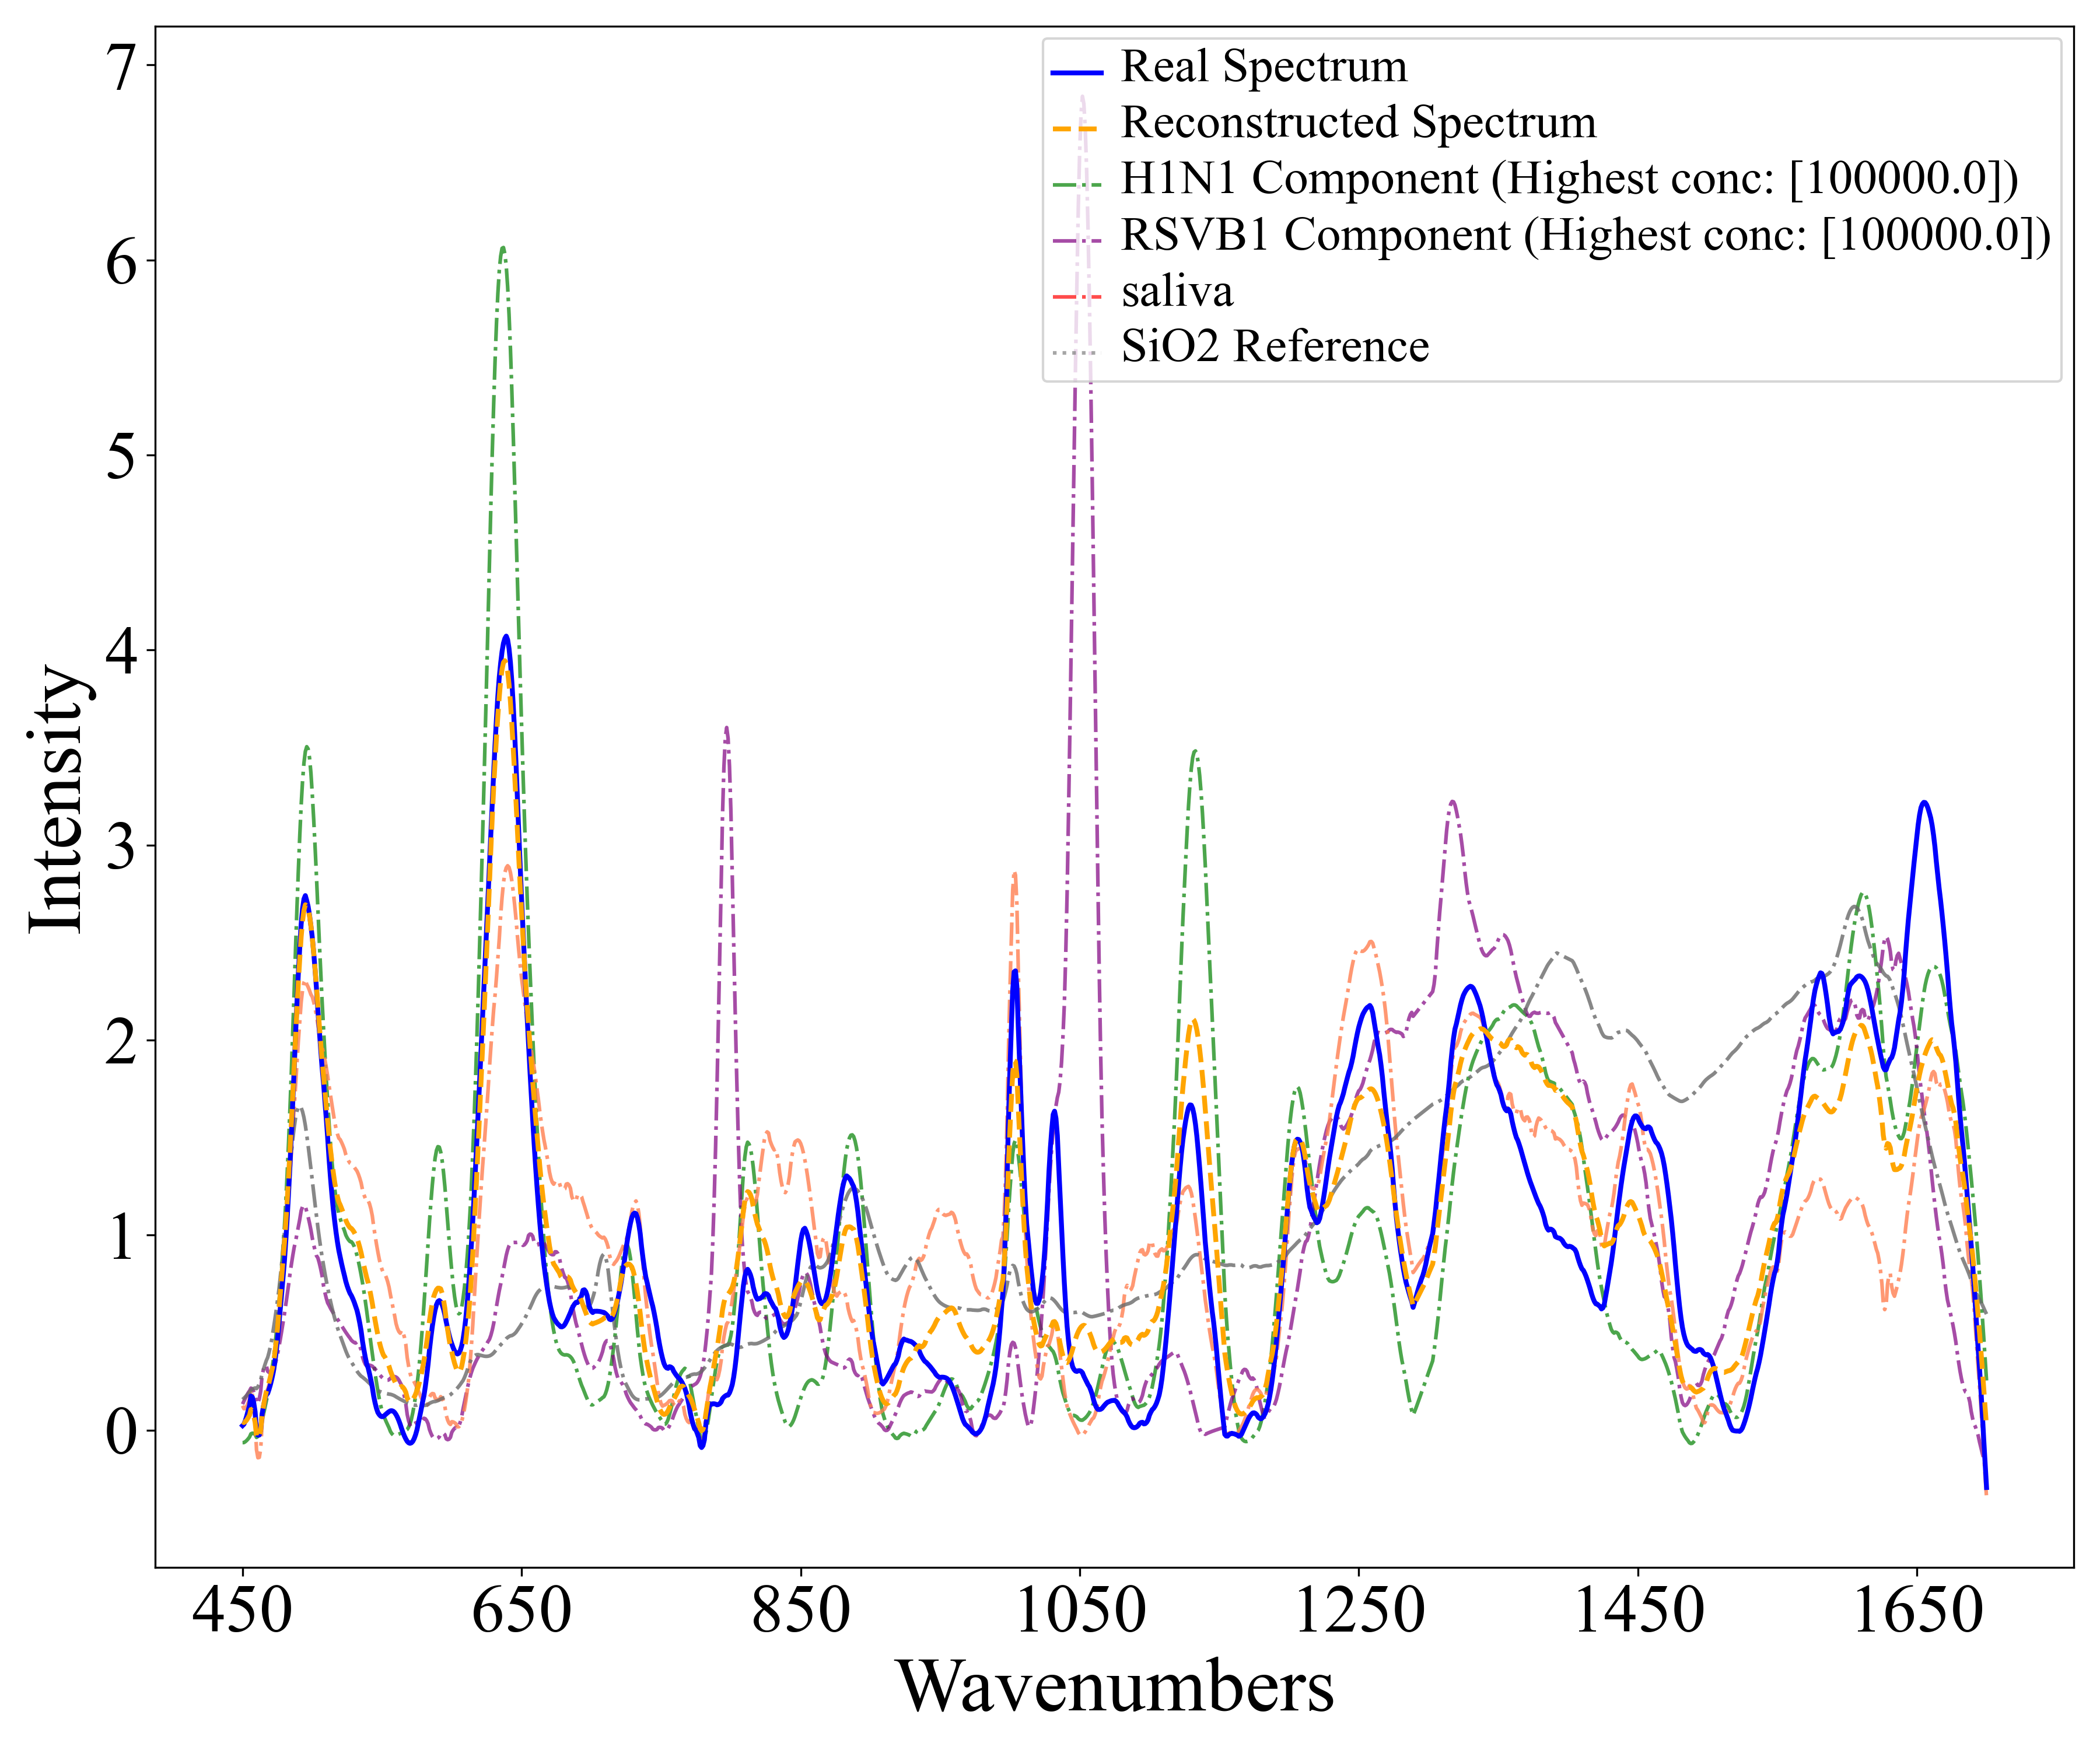 7
6
5
4
3
2
1
0
Intensity
Real Spectrum
Reconstructed Spectrum
H1N1 Component (Highest conc: [100000.0])
RSVB1 Component (Highest conc: [100000.0])
saliva
SiO2 Reference
450 650 850 1050 1250 1450 1650
Wavenumbers